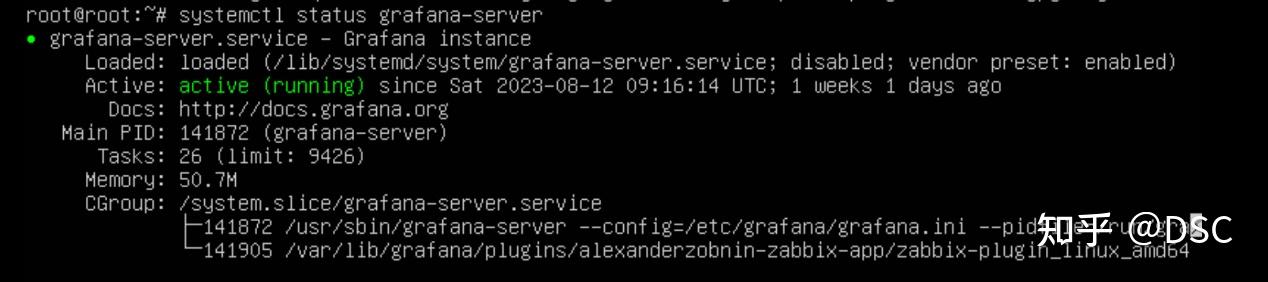 root@root:~# systemctl status grafana-server
● grafana-server.service - Grafana instance
Loaded: loaded (/lib/systemd/system/grafana-server.service; disabled; vendor preset: enabled)
Active: active (running) since Sat 2023-08-12 09:16:14 UTC; 1 weeks 1 days ago
Docs: http://docs.grafana.org
Main PID: 141872 (grafana-server)
Tasks: 26 (limit: 9426)
Memory: 50.7M
CGroup: /system.slice/grafana-server.service
├─141872 /usr/sbin/grafana-server --config=/etc/grafana/grafana.ini
└─141905 /var/lib/grafana/plugins/alexanderzobnin-zabbix-app/zabbix-plugin_linux_amd64
知乎 @DSC